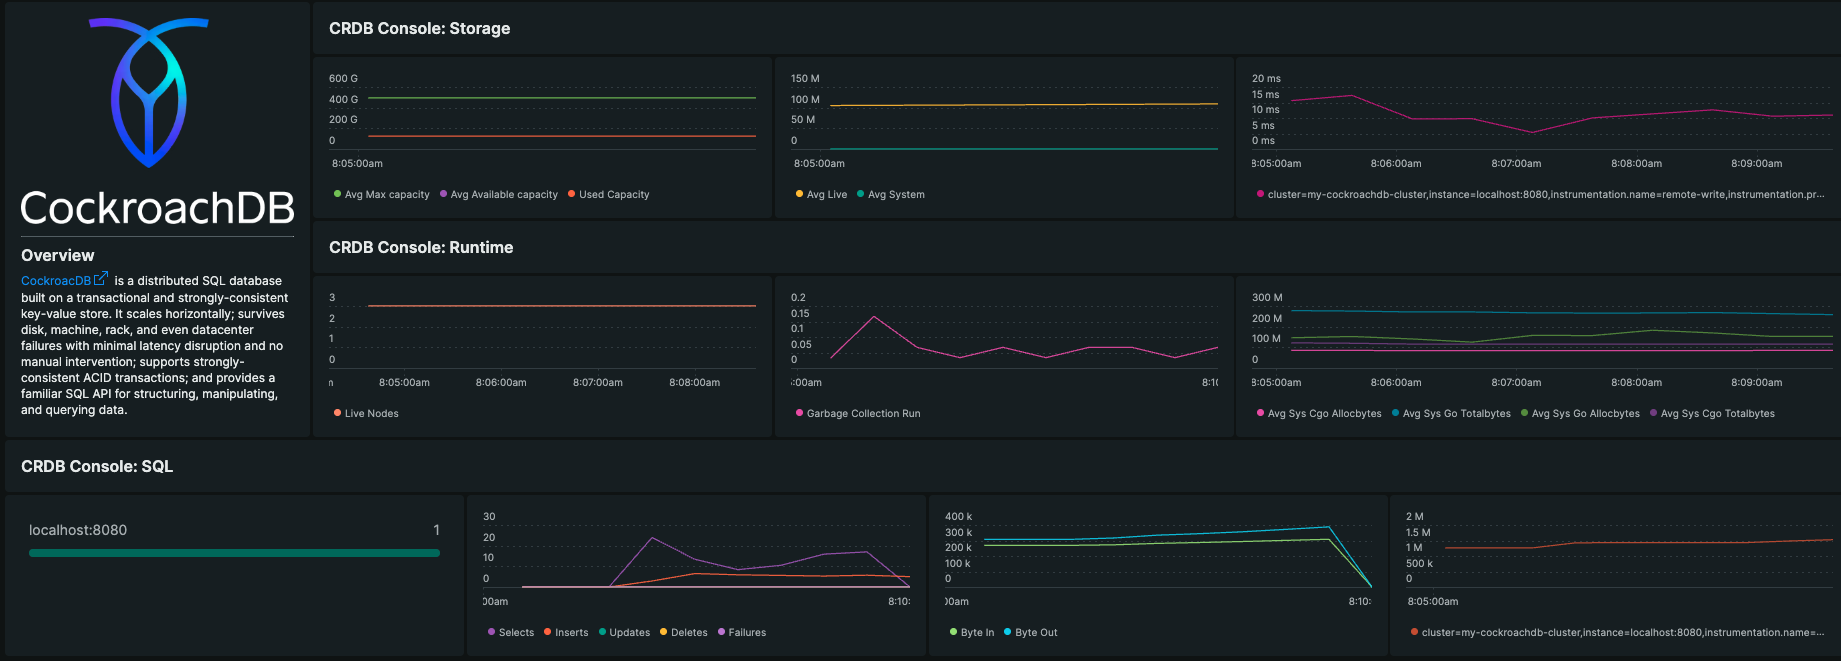 CockroachDB
Overview
CockroacDB is a distributed SQL database
built on a transactional and strongly-consistent
key-value store. It scales horizontally; survives
disk, machine, rack, and even datacenter
failures with minimal latency disruption and no
manual intervention; supports strongly-
consistent ACID transactions; and provides a
familiar SQL API for structuring, manipulating,
and querying data.
CRDB Console: Storage
600 G
400 G
200 G
0
8:05:00am
Avg Max capacity Avg Available capacity Used Capacity
150 M
100 M
50 M
0
8:05:00am
Avg Live Avg System
20 ms
15 ms
10 ms
5 ms
0 ms
8:05:00am 8:06:00am 8:07:00am 8:08:00am 8:09:00am
cluster=my-cockroachdb-cluster,instance=localhost:8080,instrumentation.name=remote-write,instrumentation.pr...
CRDB Console: Runtime
3
2
1
0
8:05:00am 8:06:00am 8:07:00am 8:08:00am
Live Nodes
0.2
0.15
0.1
0.05
0
:00am 8:10
Garbage Collection Run
300 M
200 M
100 M
0
8:05:00am 8:06:00am 8:07:00am 8:08:00am 8:09:00am
Avg Sys Cgo Allocbytes Avg Sys Go Totalbytes Avg Sys Go Allocbytes Avg Sys Cgo Totalbytes
CRDB Console: SQL
localhost:8080 1
30
20
10
0
00am 8:10:
Selects Inserts Updates Deletes Failures
400 k
300 k
200 k
100 k
0
00am 8:10:
Byte In Byte Out
2 M
1.5 M
1 M
500 k
0
8:05:00am
cluster=my-cockroachdb-cluster,instance=localhost:8080,instrumentation.name=...